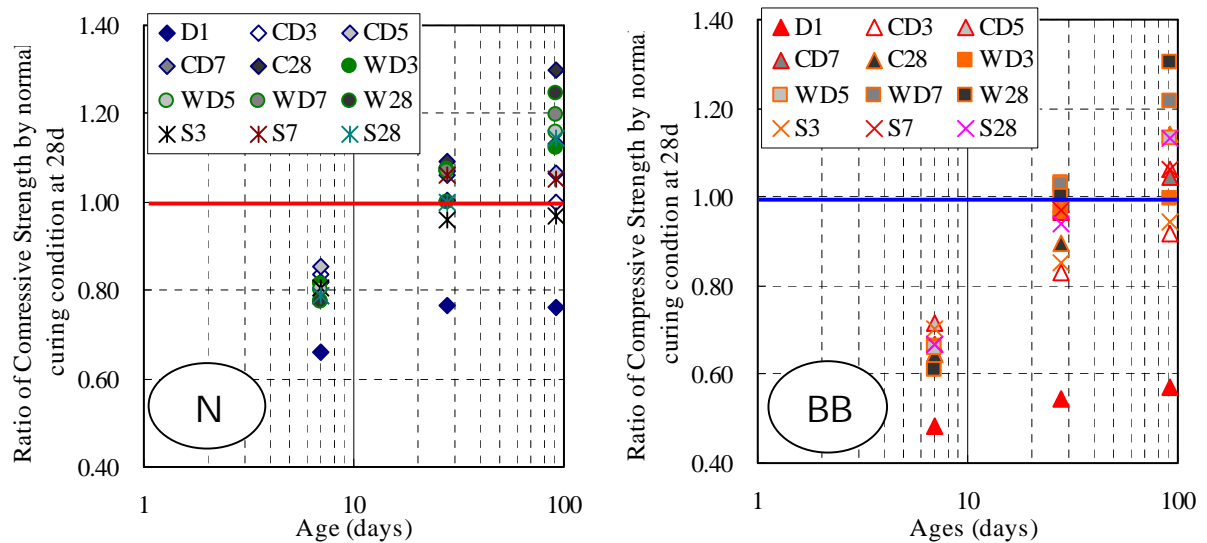 Ratio of Comressive Strength by normal
curing condition at 28d
1.40
1.20
1.00
0.80
0.60
0.40
D1 CD3 CD5
CD7 C28 WD3
WD5 WD7 W28
S3 S7 S28
N
1 10 100
Age (days)
Ratio of Compressive Strength by normal
curing condition at 28d
1.40
1.20
1.00
0.80
0.60
0.40
D1 CD3 CD5
CD7 C28 WD3
WD5 WD7 W28
S3 S7 S28
BB
1 10 100
Ages (days)